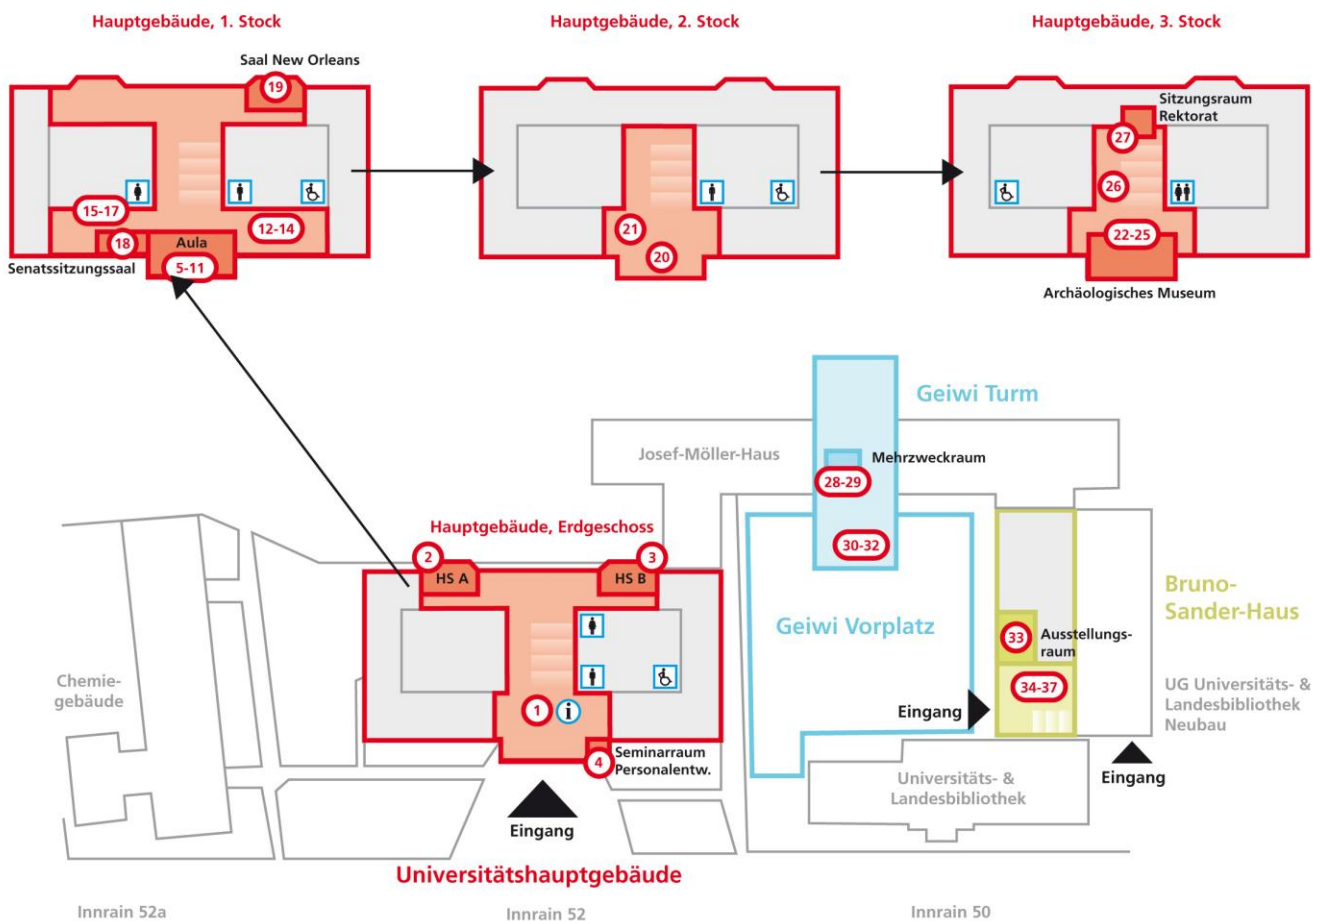 Hauptgebäude, 1. Stock
Hauptgebäude, 2. Stock
Hauptgebäude, 3. Stock
Saal New Orleans
19
15-17
12-14
18
Aula
5-11
Senatssitzungssaal
21
20
Sitzungsraum
Rektorat
27
26
22-25
Archäologisches Museum
Geiwi Turm
Josef-Möller-Haus
Mehrzweckraum
28-29
30-32
Hauptgebäude, Erdgeschoss
2
3
HS A
HS B
Geiwi Vorplatz
Bruno-
Sander-Haus
33
Ausstellungs-
raum
34-37
Chemie-
gebäude
1
i
Eingang
UG Universitäts- &
Landesbibliothek
Neubau
4
Seminarraum
Personalentw.
Eingang
Universitäts- &
Landesbibliothek
Eingang
Universitätshauptgebäude
Innrain 52a
Innrain 52
Innrain 50